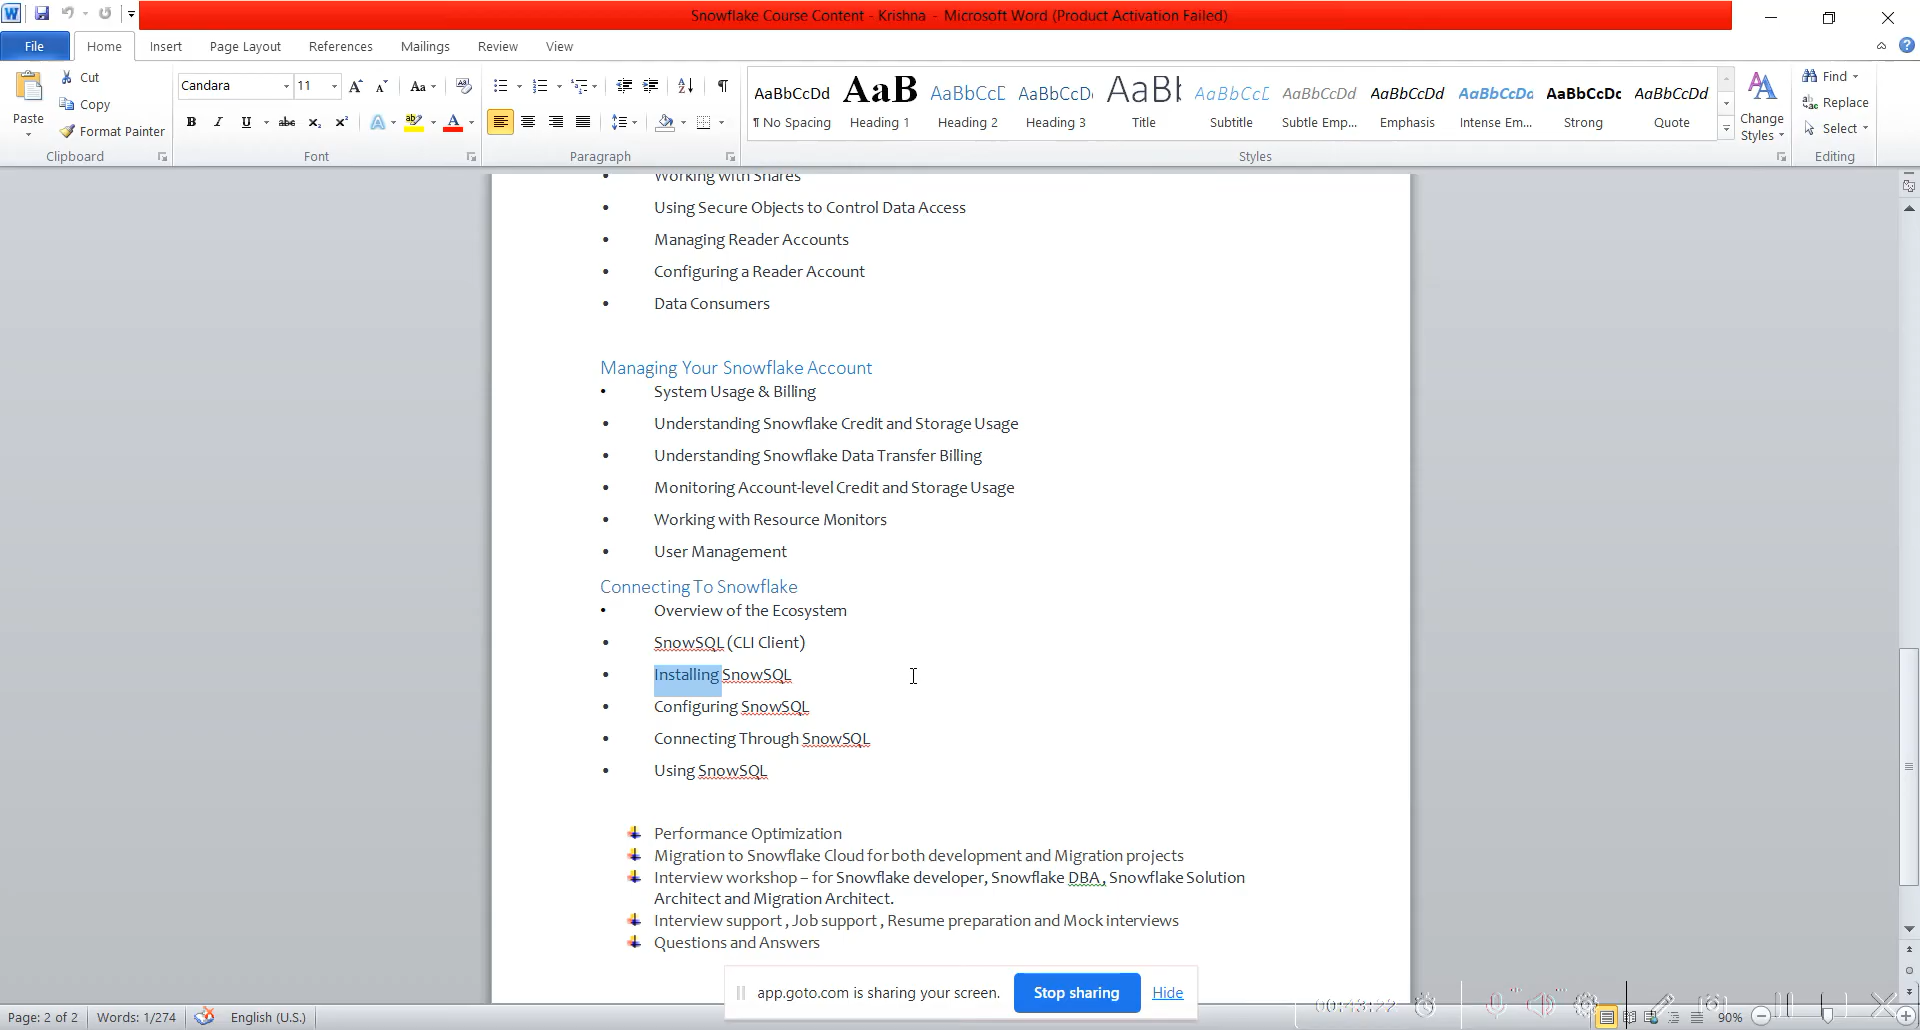 Snowflake Course Content - Krishna - Microsoft Word (Product Activation Failed)
File Home Insert Page Layout References Mailings Review View
Paste
Cut
Copy
Format Painter
Clipboard
Candara 11
Font
Paragraph
AaBbCcDd AaB AaBbCcD AaBbCcDd AaBb AaBbCcD AaBbCcDd AaBbCcDd AaBbCcDd AaBbCcDd AaBbCcDd
¶ No Spacing Heading 1 Heading 2 Heading 3 Title Subtitle Subtle Emp... Emphasis Intense Em... Strong Quote
Styles
Change Styles
Find
Replace
Select
Editing
• Working with Shares
• Using Secure Objects to Control Data Access
• Managing Reader Accounts
• Configuring a Reader Account
• Data Consumers
Managing Your Snowflake Account
• System Usage & Billing
• Understanding Snowflake Credit and Storage Usage
• Understanding Snowflake Data Transfer Billing
• Monitoring Account-level Credit and Storage Usage
• Working with Resource Monitors
• User Management
Connecting To Snowflake
• Overview of the Ecosystem
• SnowSQL (CLI Client)
• Installing SnowSQL
• Configuring SnowSQL
• Connecting Through SnowSQL
• Using SnowSQL
Performance Optimization
Migration to Snowflake Cloud for both development and Migration projects
Interview workshop – for Snowflake developer, Snowflake DBA , Snowflake Solution
Architect and Migration Architect.
Interview support , Job support , Resume preparation and Mock interviews
Questions and Answers
app.goto.com is sharing your screen. Stop sharing Hide
Page: 2 of 2 Words: 1/274 English (U.S.) 90%